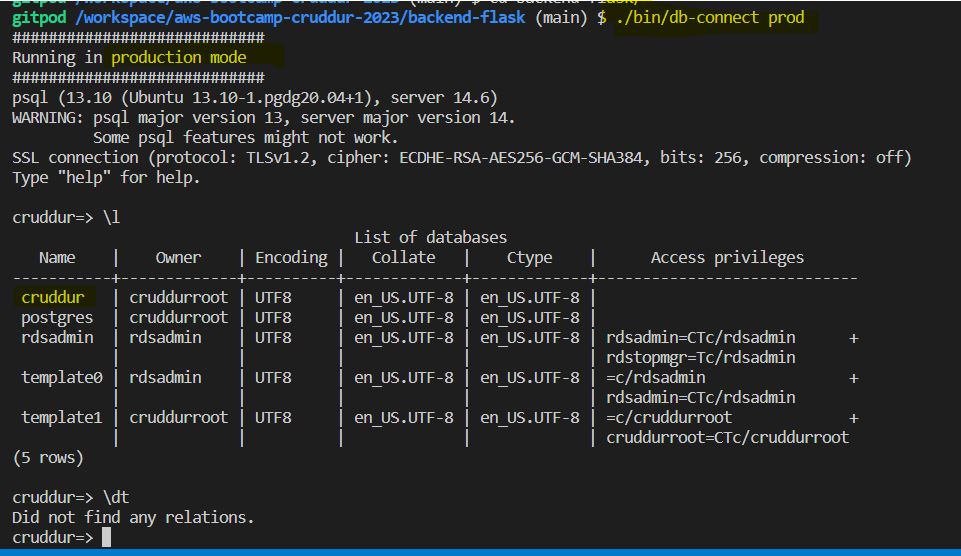 gitpod /workspace/aws-bootcamp-cruddur-2023/backend-flask (main) $ ./bin/db-connect prod
############################
Running in production mode
############################
psql (13.10 (Ubuntu 13.10-1.pgdg20.04+1), server 14.6)
WARNING: psql major version 13, server major version 14.
         Some psql features might not work.
SSL connection (protocol: TLSv1.2, cipher: ECDHE-RSA-AES256-GCM-SHA384, bits: 256, compression: off)
Type "help" for help.

cruddur=> \l
                                      List of databases
   Name    |    Owner    | Encoding |   Collate   |    Ctype    |      Access privileges
-----------+-------------+----------+-------------+-------------+-----------------------------
 cruddur   | cruddurroot | UTF8     | en_US.UTF-8 | en_US.UTF-8 |
 postgres  | cruddurroot | UTF8     | en_US.UTF-8 | en_US.UTF-8 |
 rdsadmin  | rdsadmin    | UTF8     | en_US.UTF-8 | en_US.UTF-8 | rdsadmin=CTc/rdsadmin      +
           |             |          |             |             | rdstopmgr=Tc/rdsadmin
 template0 | rdsadmin    | UTF8     | en_US.UTF-8 | en_US.UTF-8 | =c/rdsadmin                +
           |             |          |             |             | rdsadmin=CTc/rdsadmin
 template1 | cruddurroot | UTF8     | en_US.UTF-8 | en_US.UTF-8 | =c/cruddurroot             +
           |             |          |             |             | cruddurroot=CTc/cruddurroot
(5 rows)

cruddur=> \dt
Did not find any relations.
cruddur=>